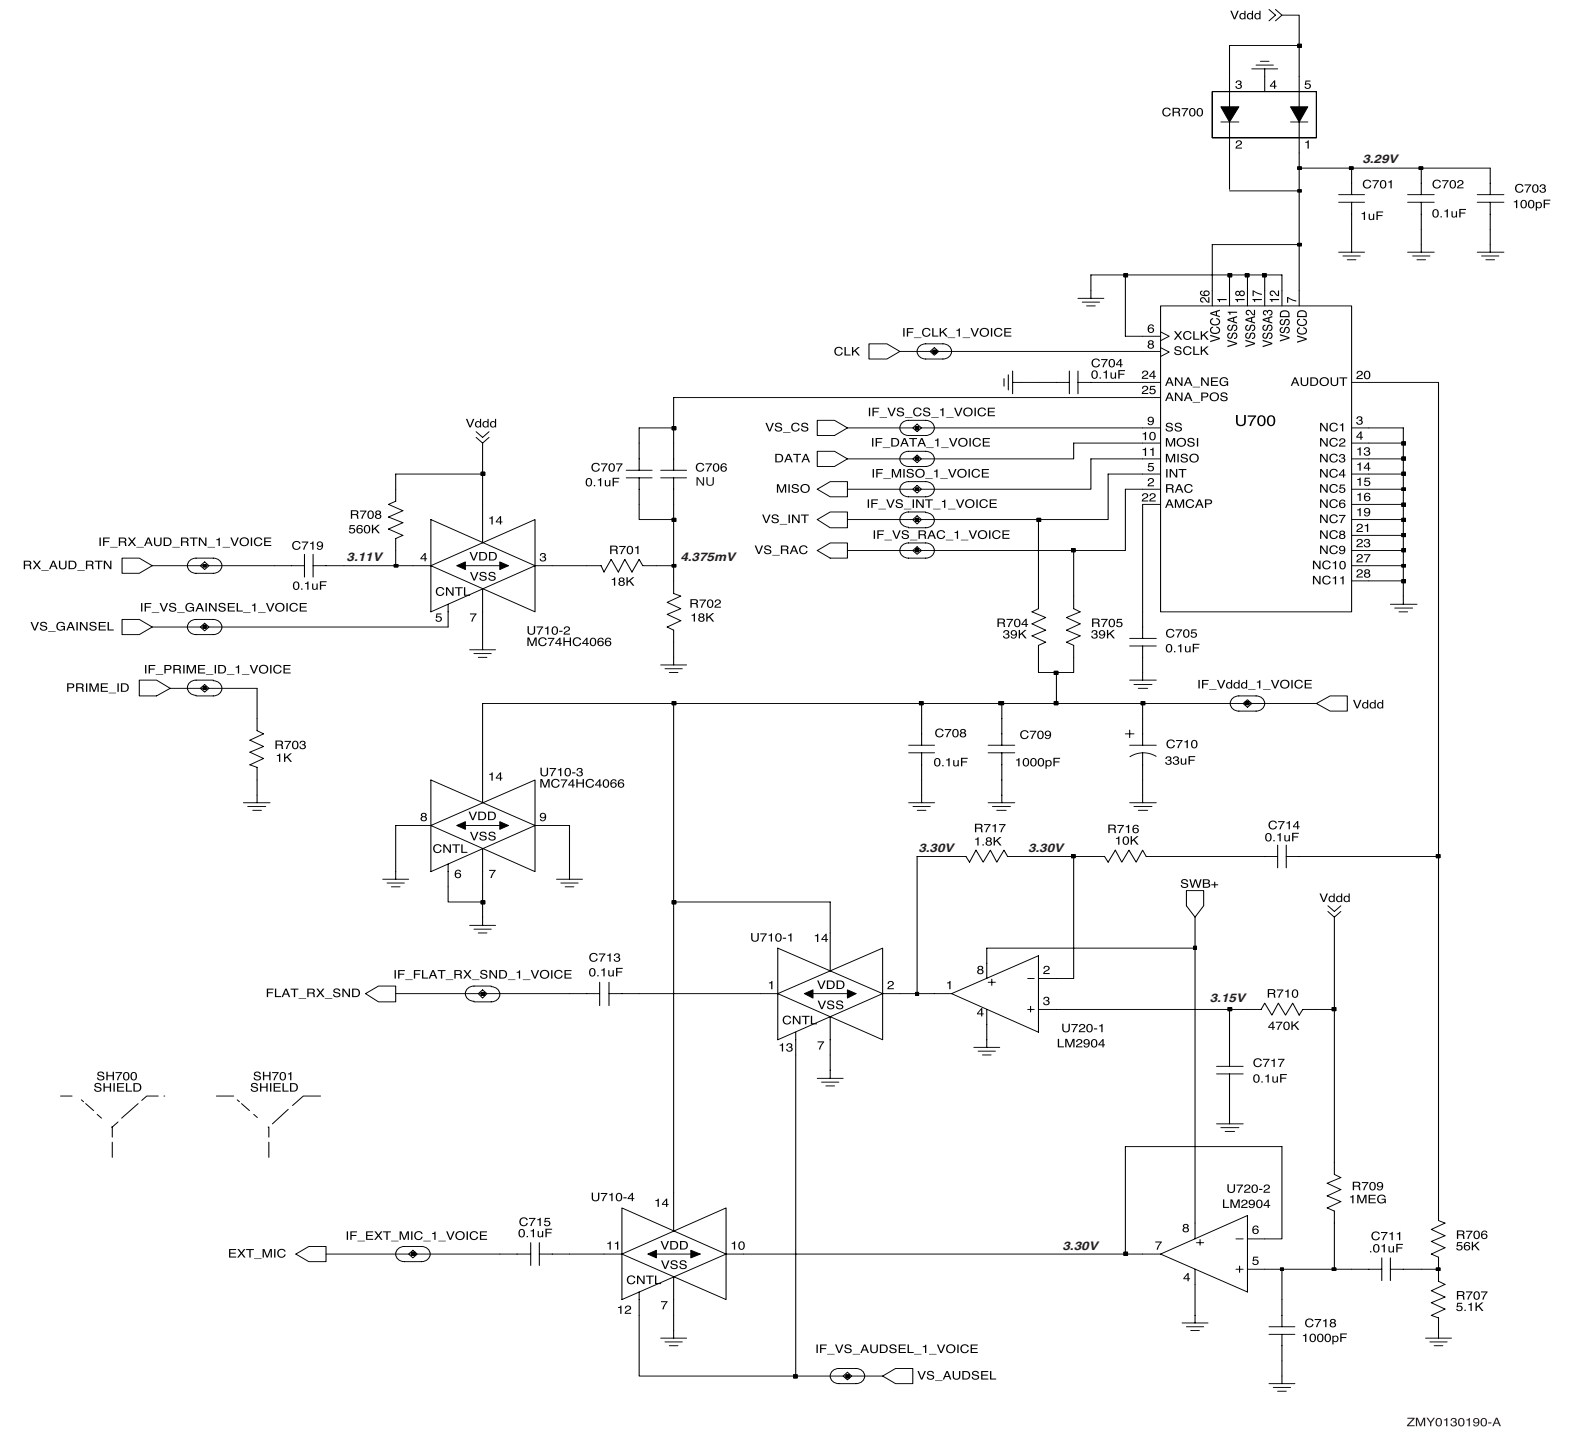 Vddd
3 4 5
CR700
2 1
3.29V
C701
1uF
C702
0.1uF
C703
100pF
26 1 18 17 12 7
VCCA VSSA1 VSSA2 VSSA3 VSSD VCCD
6 XCLK
8 SCLK
CLK
IF_CLK_1_VOICE
C704
0.1uF
24 ANA_NEG
25 ANA_POS
AUDOUT 20
U700
VS_CS
IF_VS_CS_1_VOICE
9 SS
DATA
IF_DATA_1_VOICE
10 MOSI
MISO
IF_MISO_1_VOICE
11 MISO
VS_INT
IF_VS_INT_1_VOICE
5 INT
VS_RAC
IF_VS_RAC_1_VOICE
2 RAC
22 AMCAP
NC1 3
NC2 4
NC3 13
NC4 14
NC5 15
NC6 16
NC7 19
NC8 21
NC9 23
NC10 27
NC11 28
Vddd
C707
0.1uF
C706
NU
R708
560K
14
IF_RX_AUD_RTN_1_VOICE
RX_AUD_RTN
C719
0.1uF
3.11V
4 VDD 3
VSS
CNTL
5 7
R701
18K
4.375mV
R702
18K
IF_VS_GAINSEL_1_VOICE
VS_GAINSEL
U710-2
MC74HC4066
R704
39K
R705
39K
C705
0.1uF
IF_PRIME_ID_1_VOICE
PRIME_ID
R703
1K
IF_Vddd_1_VOICE
Vddd
C708
0.1uF
C709
1000pF
+
C710
33uF
14
U710-3
MC74HC4066
8 VDD 9
VSS
CNTL
6 7
3.30V
R717
1.8K
3.30V
R716
10K
C714
0.1uF
SWB+
Vddd
U710-1
14
IF_FLAT_RX_SND_1_VOICE
FLAT_RX_SND
C713
0.1uF
1 VDD 2
VSS
CNTL
13 7
1
8 +
- 2
+ 3
4
U720-1
LM2904
3.15V
R710
470K
C717
0.1uF
SH700
SHIELD
SH701
SHIELD
U710-4
14
IF_EXT_MIC_1_VOICE
EXT_MIC
C715
0.1uF
11 VDD 10
VSS
CNTL
12 7
3.30V
7
8 +
- 6
+ 5
4
U720-2
LM2904
R709
1MEG
C711
.01uF
R706
56K
R707
5.1K
C718
1000pF
IF_VS_AUDSEL_1_VOICE
VS_AUDSEL
ZMY0130190-A